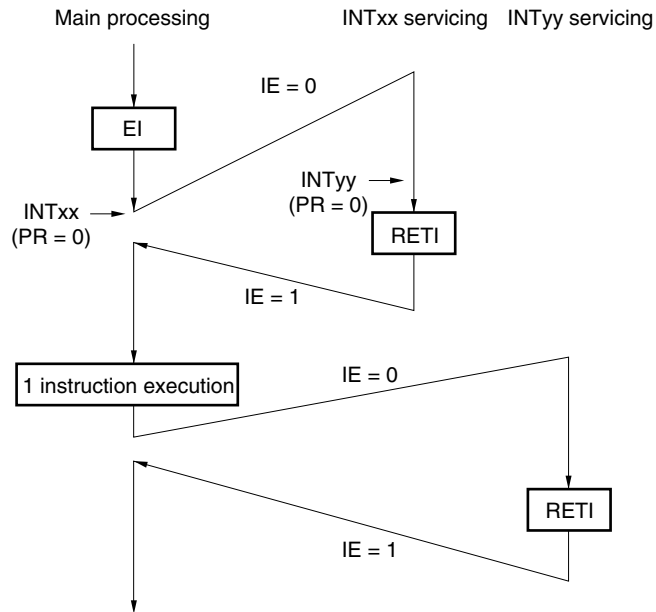 Main processing
INTxx servicing
INTyy servicing
IE = 0
EI
INTyy
(PR = 0)
INTxx
(PR = 0)
RETI
IE = 1
1 instruction execution
IE = 0
RETI
IE = 1